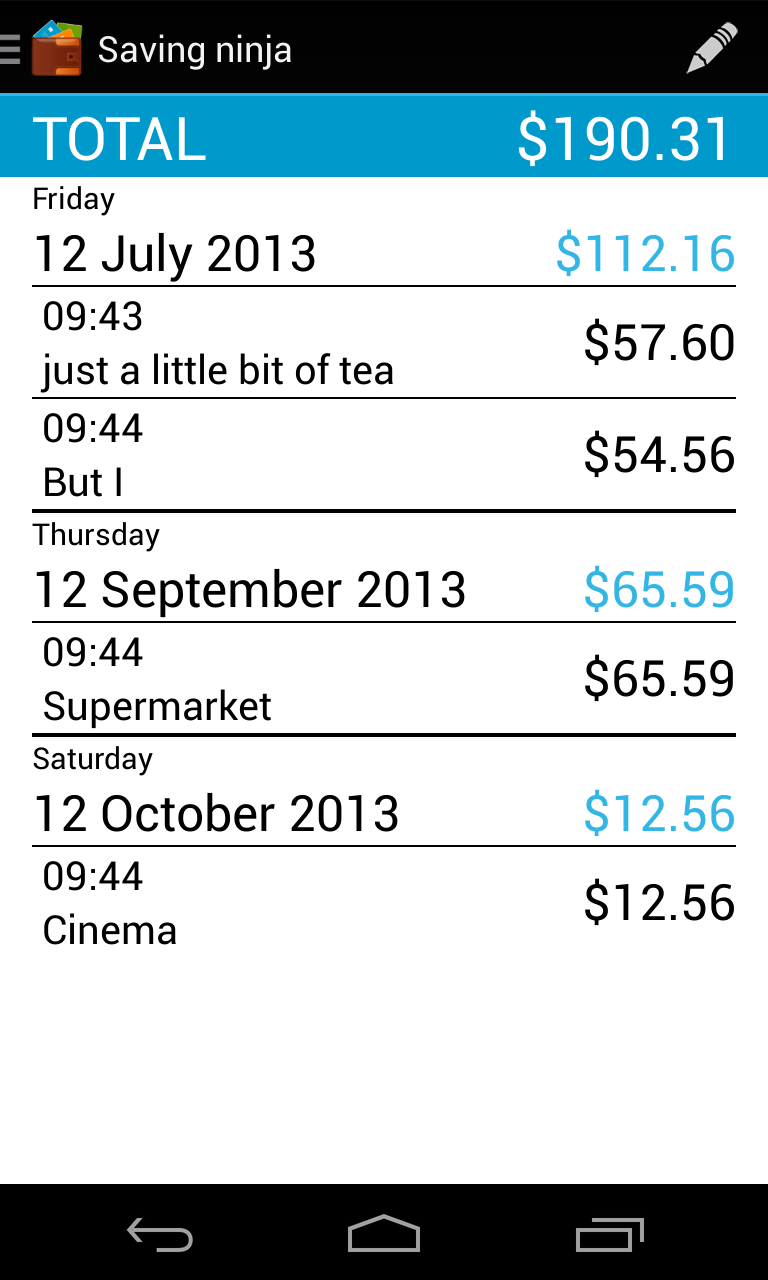 Saving ninja
TOTAL $190.31
Friday
12 July 2013 $112.16
09:43
just a little bit of tea $57.60
09:44
But I $54.56
Thursday
12 September 2013 $65.59
09:44
Supermarket $65.59
Saturday
12 October 2013 $12.56
09:44
Cinema $12.56